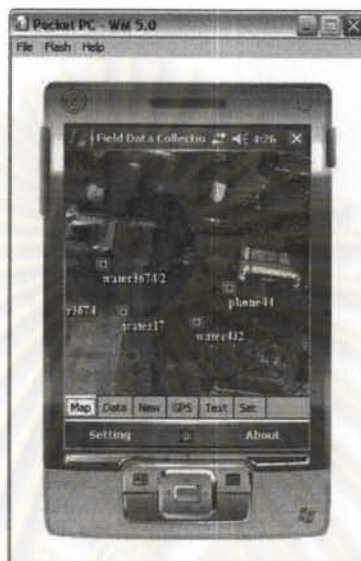 Pocket PC - WM 5.0
File Flash Help
Field Data Collectio 4:26
water3674/2
phone44
r3674
water17
water432
Map Data New GPS Text Set
Setting About